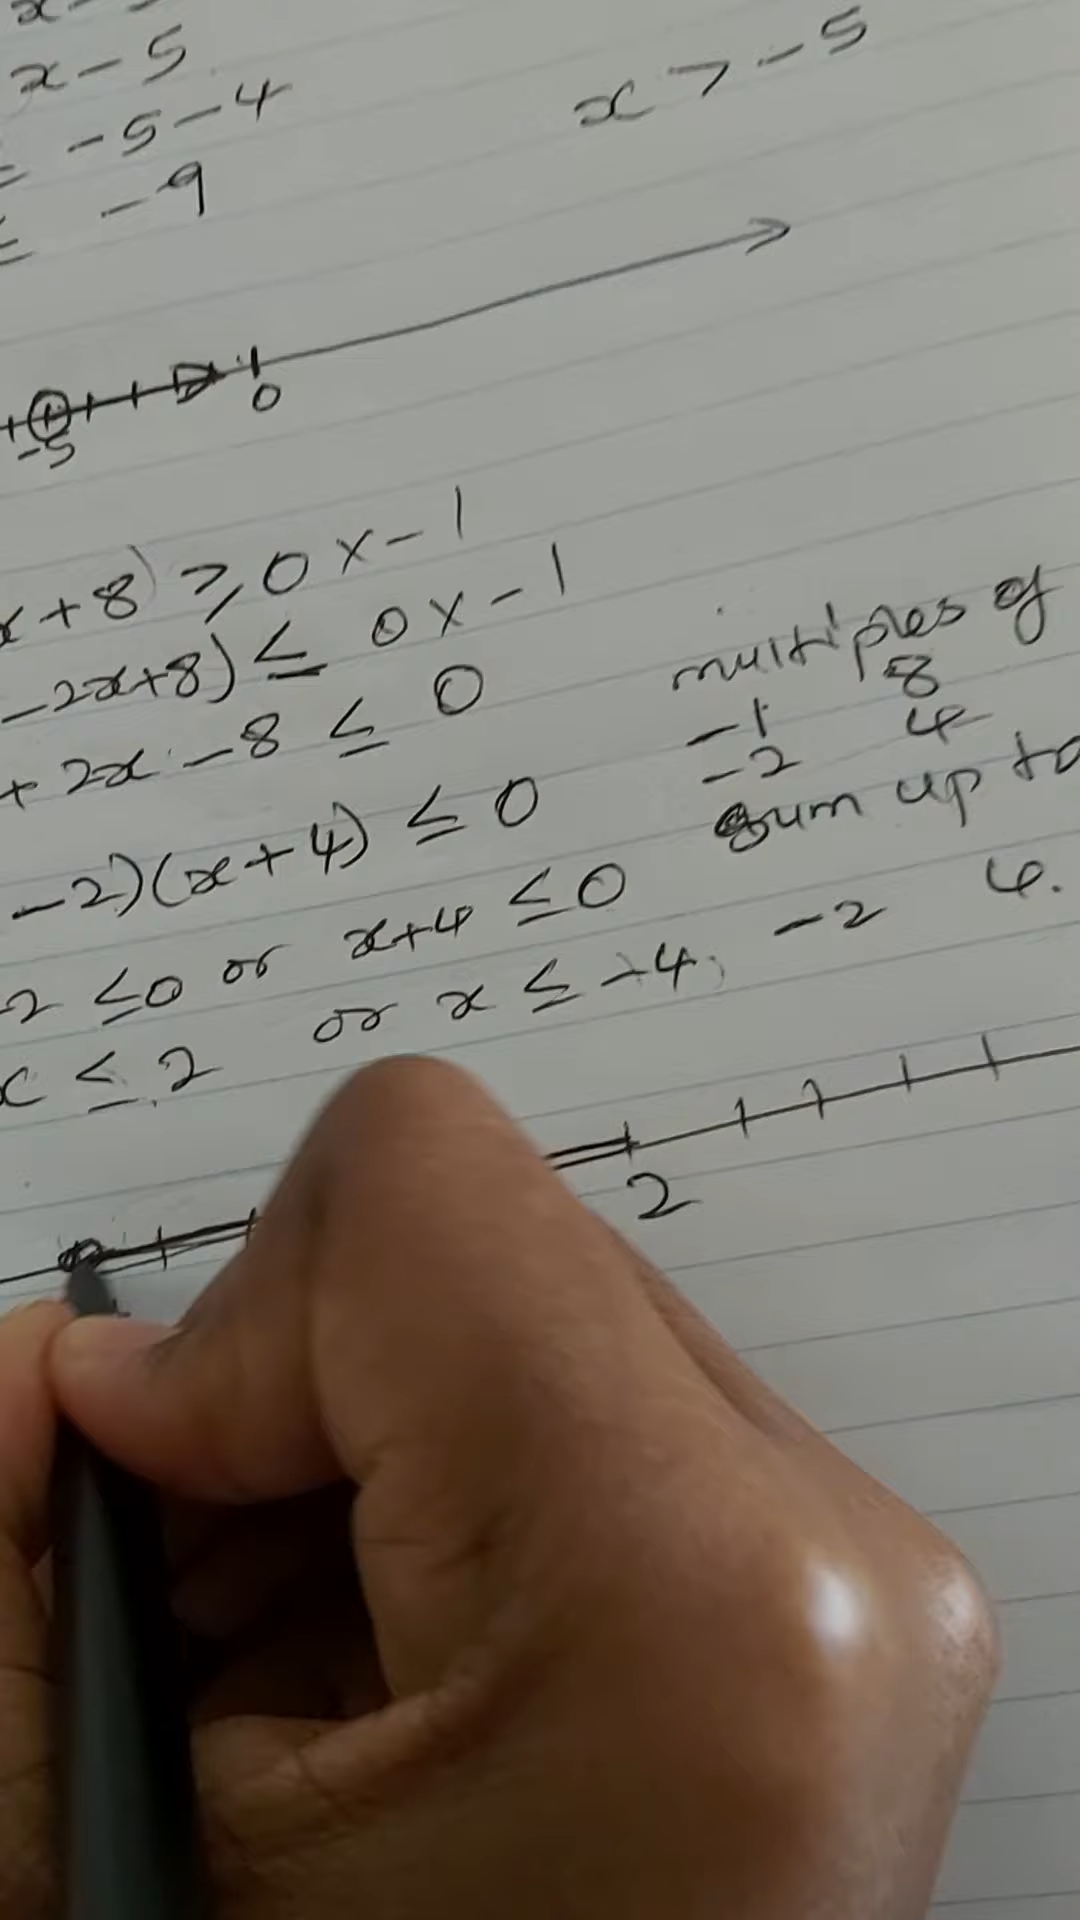 x - 5
= -5 - 4
= -9
x > -5
-5 0
x + 8) ≥ 0 x - 1
- 2x + 8) ≤ 0 x - 1
+ 2x - 8 ≤ 0
- 2)(x + 4) ≤ 0
2 ≤ 0 or x + 4 ≤ 0
x ≤ 2 or x ≤ -4
multiples of
-1 8
-2 4
sum up to
-2 4.
2